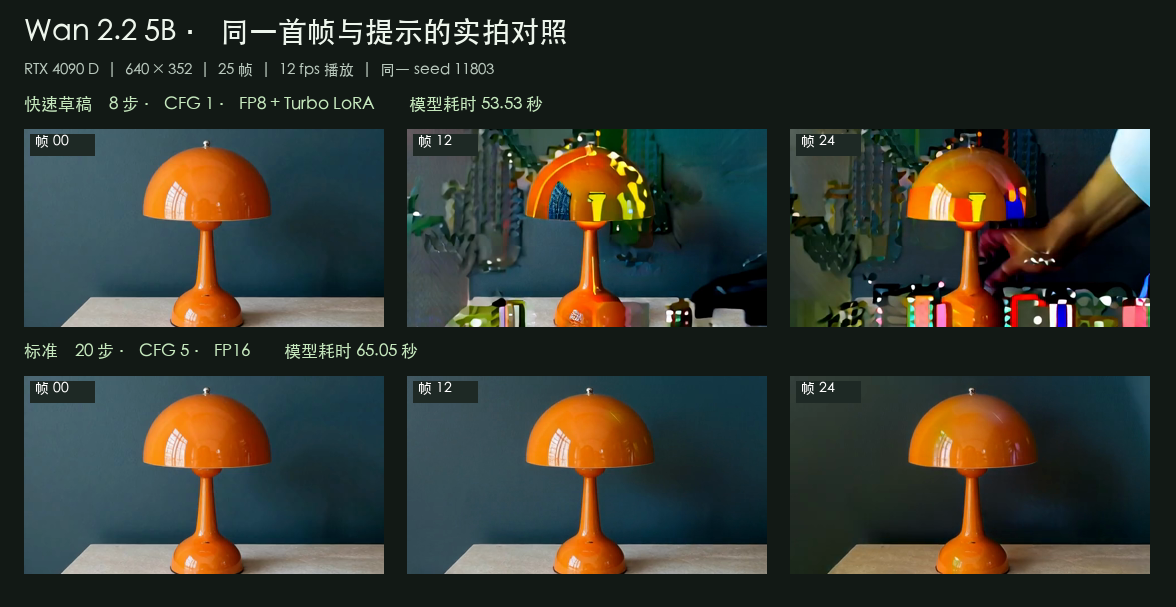 Wan 2.2 5B · 同一首帧与提示的实拍对照
RTX 4090 D | 640 × 352 | 25 帧 | 12 fps 播放 | 同一 seed 11803
快速草稿 8 步 · CFG 1 · FP8 + Turbo LoRA 模型耗时 53.53 秒
帧 00
帧 12
帧 24
标准 20 步 · CFG 5 · FP16 模型耗时 65.05 秒
帧 00
帧 12
帧 24